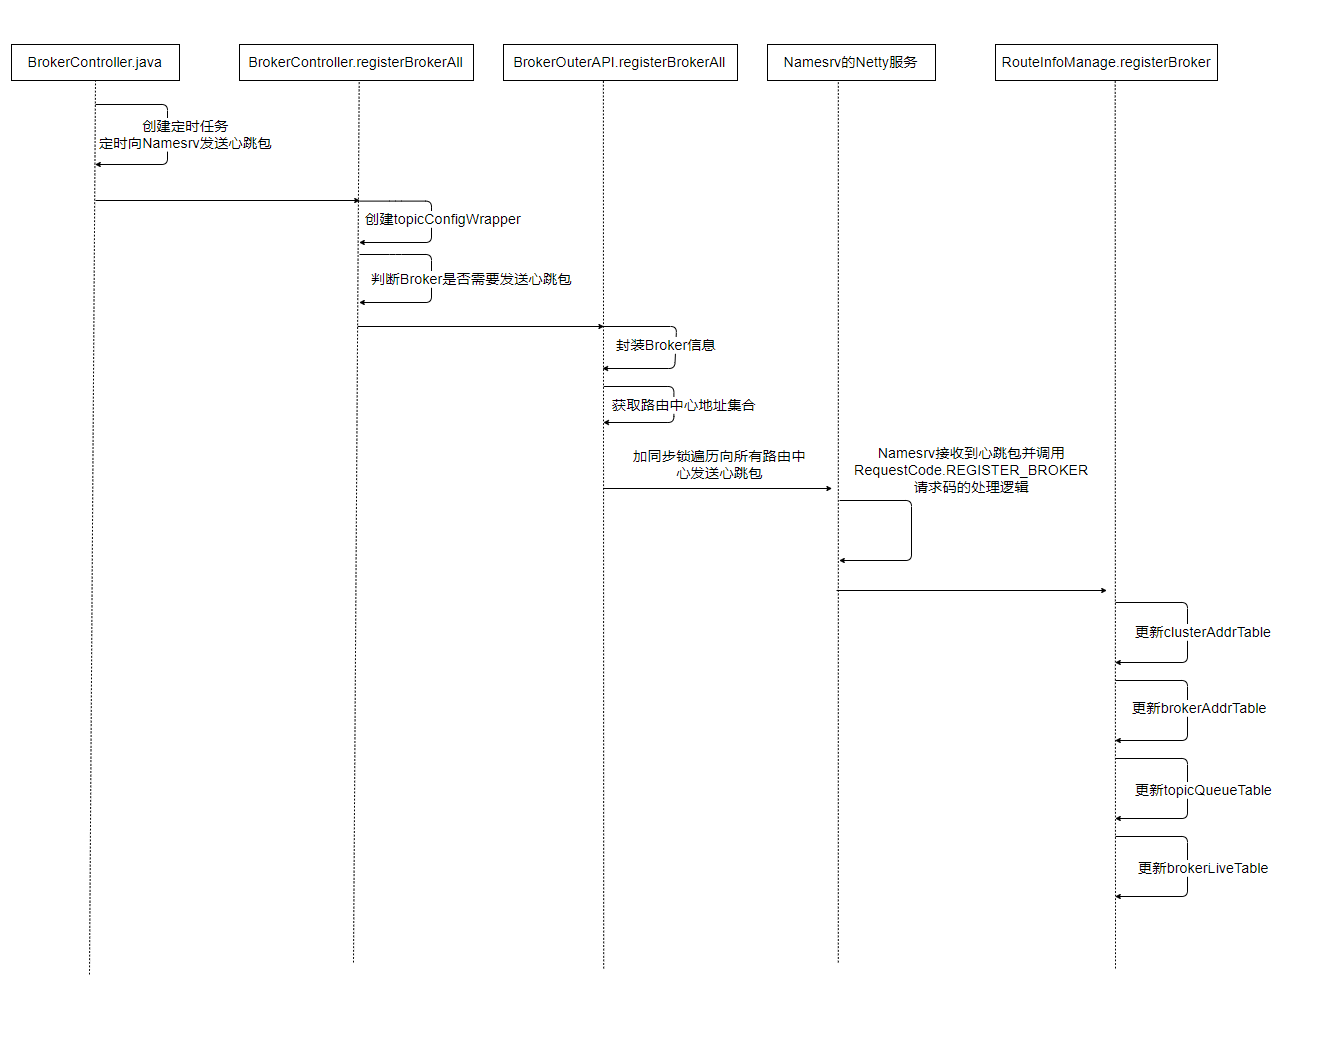 BrokerController.java
BrokerController.registerBrokerAll
BrokerOuterAPI.registerBrokerAll
Namesrv的Netty服务
RouteInfoManage.registerBroker
创建定时任务
定时向Namesrv发送心跳包
创建topicConfigWrapper
判断Broker是否需要发送心跳包
封装Broker信息
获取路由中心地址集合
加同步锁遍历向所有路由中
心发送心跳包
Namesrv接收到心跳包并调用
RequestCode.REGISTER_BROKER
请求码的处理逻辑
更新clusterAddrTable
更新brokerAddrTable
更新topicQueueTable
更新brokerLiveTable